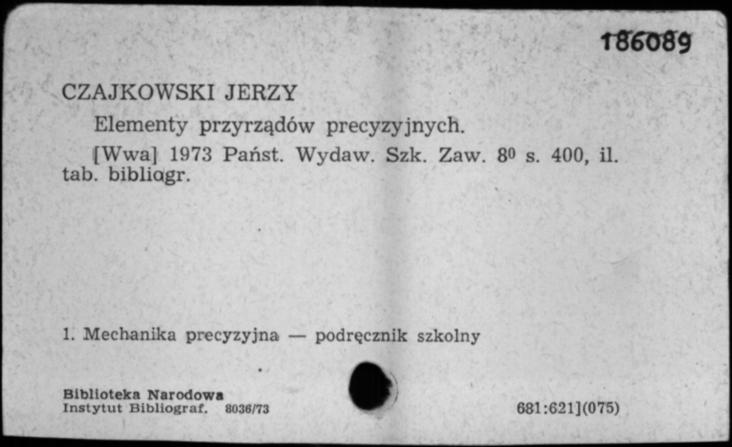 186089
CZAJKOWSKI JERZY
Elementy przyrządów precyzyjnych.
[Wwa] 1973 Państ. Wydaw. Szk. Zaw. 8⁰ s. 400, il.
tab. bibliogr.
1. Mechanika precyzyjna — podręcznik szkolny
Biblioteka Narodowa
Instytut Bibliograf. 8036/73
681:621](075)